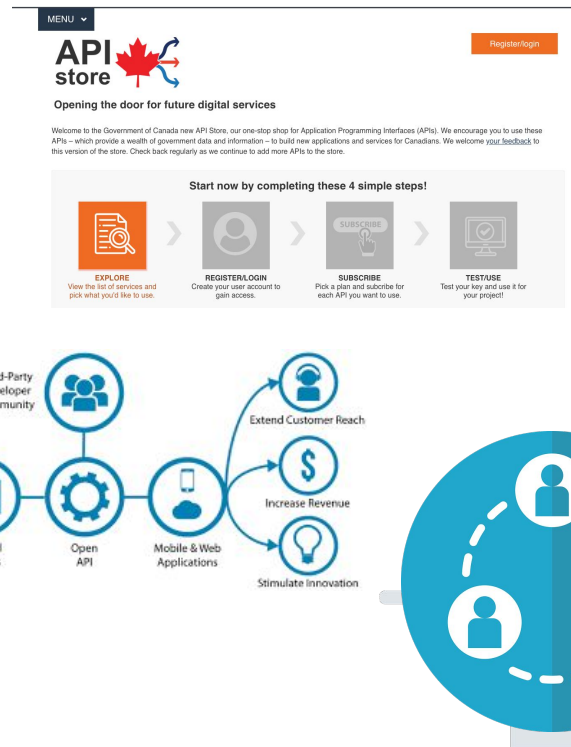 MENU
API
store
Register/login
Opening the door for future digital services
Welcome to the Government of Canada new API Store, our one-stop shop for Application Programming Interfaces (APIs). We encourage you to use these
APIs – which provide a wealth of government data and information – to build new applications and services for Canadians. We welcome your feedback to
this version of the store. Check back regularly as we continue to add more APIs to the store.
Start now by completing these 4 simple steps!
SUBSCRIBE
EXPLORE
View the list of services and
pick what you'd like to use.
REGISTER/LOGIN
Create your user account to
gain access.
SUBSCRIBE
Pick a plan and subcribe for
each API you want to use.
TEST/USE
Test your key and use it for
your project!
d-Party
eloper
munity
Extend Customer Reach
$
Increase Revenue
Open
API
Mobile & Web
Applications
Stimulate Innovation